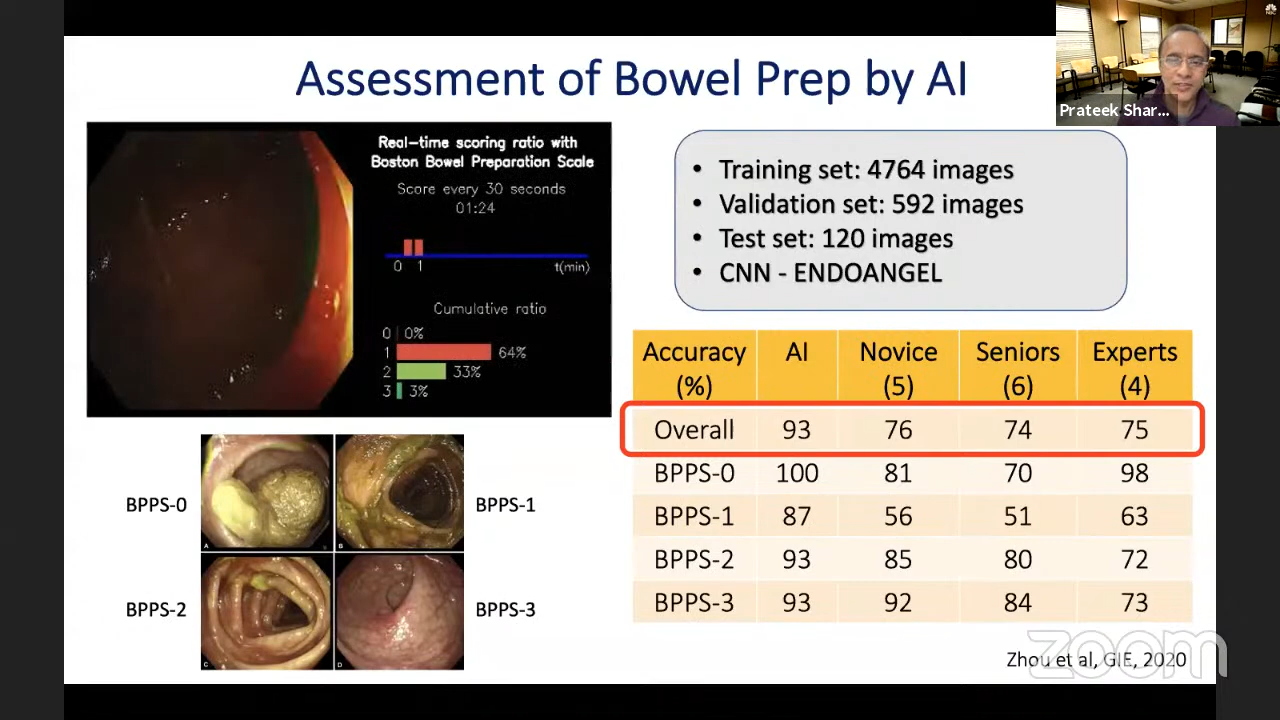 Assessment of Bowel Prep by AI
Prateek Shar...
Real-time scoring ratio with
Boston Bowel Preparation Scale
Score every 30 seconds
01:24
0 1 t(min)
Cumulative ratio
0 0%
1 64%
2 33%
3 3%
• Training set: 4764 images
• Validation set: 592 images
• Test set: 120 images
• CNN - ENDOANGEL
BPPS-0
BPPS-1
BPPS-2
BPPS-3
A
B
C
D
Accuracy (%) AI Novice (5) Seniors (6) Experts (4)
Overall 93 76 74 75
BPPS-0 100 81 70 98
BPPS-1 87 56 51 63
BPPS-2 93 85 80 72
BPPS-3 93 92 84 73
Zhou et al, GIE, 2020
zoom